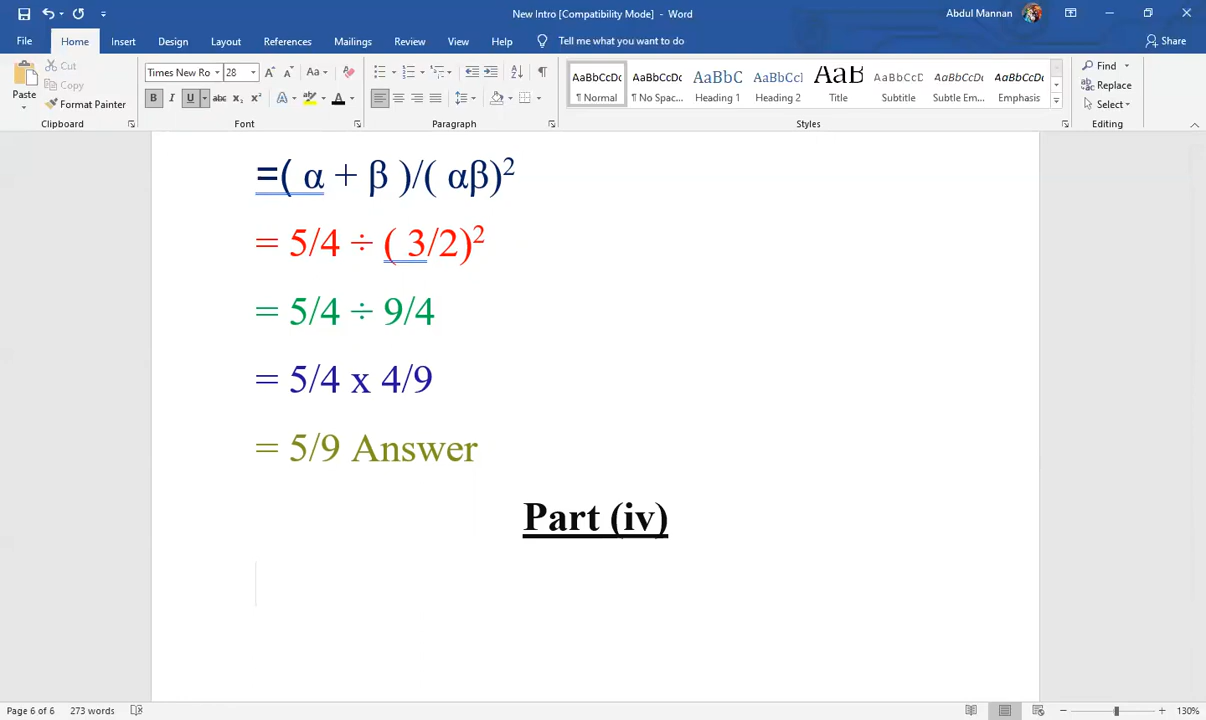 New Intro [Compatibility Mode] - Word
Abdul Mannan
File Home Insert Design Layout References Mailings Review View Help Tell me what you want to do Share
Paste
Cut
Copy
Format Painter
Clipboard
Times New Ro 28
Aa
B I U abc x₂ x² A A
Font
Paragraph
AaBbCcDc AaBbCcDc AaBbC AaBbCcl AaB AaBbCcD AaBbCcDc AaBbCcDc
¶ Normal ¶ No Spac... Heading 1 Heading 2 Title Subtitle Subtle Em... Emphasis
Styles
Find
Replace
Select
Editing
=( α + β )/( αβ)²
= 5/4 ÷ ( 3/2)²
= 5/4 ÷ 9/4
= 5/4 x 4/9
= 5/9 Answer
Part (iv)
Page 6 of 6 273 words 130%